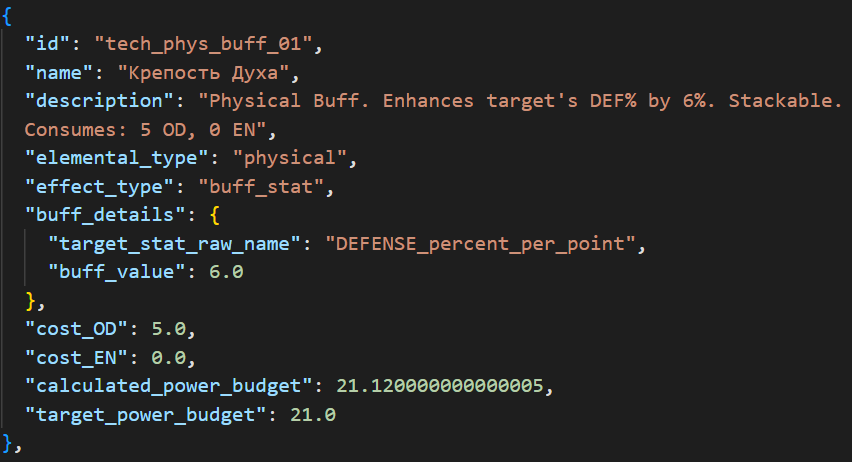 {
"id": "tech_phys_buff_01",
"name": "Крепость Духа",
"description": "Physical Buff. Enhances target's DEF% by 6%. Stackable.
Consumes: 5 OD, 0 EN",
"elemental_type": "physical",
"effect_type": "buff_stat",
"buff_details": {
"target_stat_raw_name": "DEFENSE_percent_per_point",
"buff_value": 6.0
},
"cost_OD": 5.0,
"cost_EN": 0.0,
"calculated_power_budget": 21.120000000000005,
"target_power_budget": 21.0
},